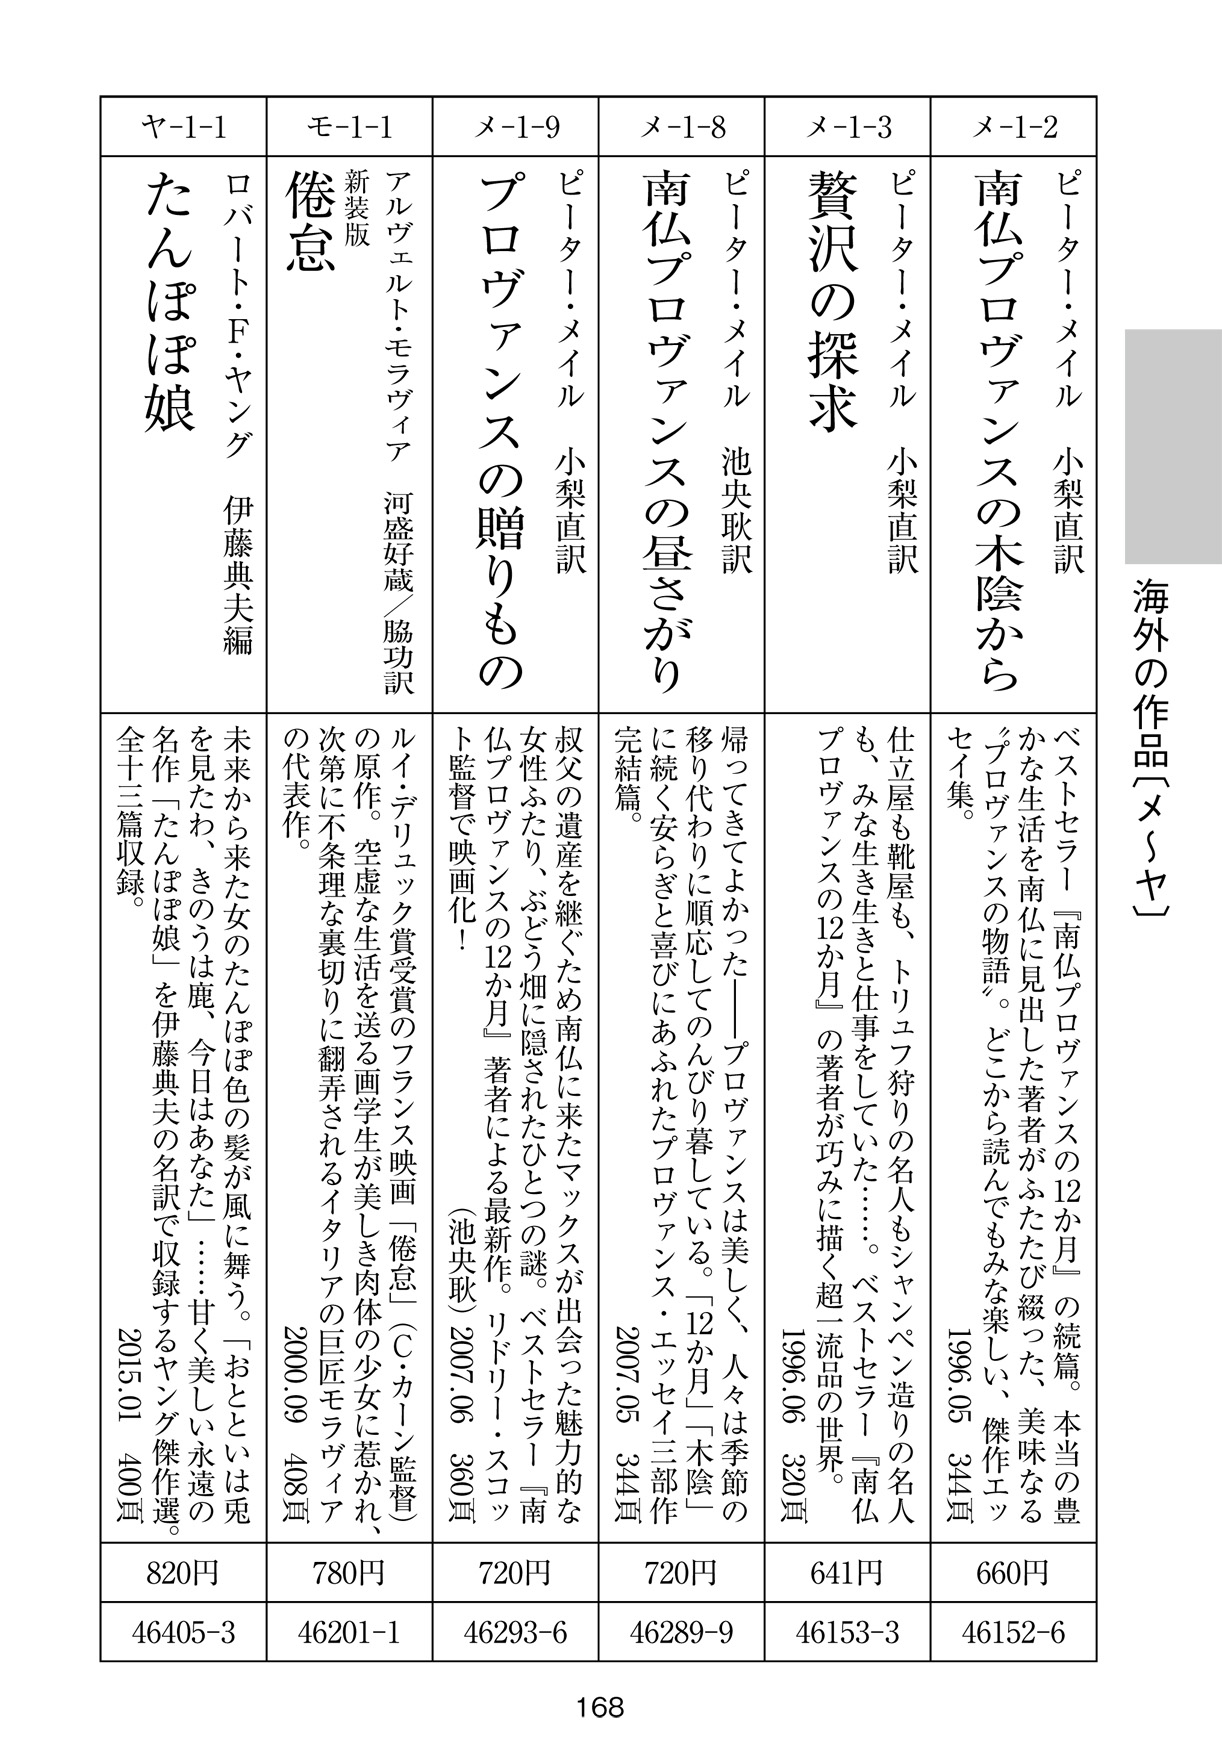 海外の作品〔メ〜ヤ〕
メ-1-2
ピーター・メイル 小梨直訳
南仏プロヴァンスの木陰から
ベストセラー『南仏プロヴァンスの12か月』の続篇。本当の豊
かな生活を南仏に見出した著者がふたたび綴った、美味なる
〝プロヴァンスの物語〟。どこから読んでもみな楽しい、傑作エッ
セイ集。
1996.05 344頁
660円
46152-6
メ-1-3
ピーター・メイル 小梨直訳
贅沢の探求
仕立屋も靴屋も、トリュフ狩りの名人もシャンペン造りの名人
も、みな生き生きと仕事をしていた……。ベストセラー『南仏
プロヴァンスの12か月』の著者が巧みに描く超一流品の世界。
1996.06 320頁
641円
46153-3
メ-1-8
ピーター・メイル 池央耿訳
南仏プロヴァンスの昼さがり
帰ってきてよかった――プロヴァンスは美しく、人々は季節の
移り代わりに順応してのんびり暮している。「12か月」「木陰」
に続く安らぎと喜びにあふれたプロヴァンス・エッセイ三部作
完結篇。
2007.05 344頁
720円
46289-9
メ-1-9
ピーター・メイル 小梨直訳
プロヴァンスの贈りもの
叔父の遺産を継ぐため南仏に来たマックスが出会った魅力的な
女性ふたり、ぶどう畑に隠されたひとつの謎。ベストセラー『南
仏プロヴァンスの12か月』著者による最新作。リドリー・スコッ
ト監督で映画化！
（池央耿）2007.06 360頁
720円
46293-6
モ-1-1
アルヴェルト・モラヴィア 河盛好蔵／脇功訳
新装版
倦怠
ルイ・デリュック賞受賞のフランス映画「倦怠」（C・カーン監督）
の原作。空虚な生活を送る画学生が美しき肉体の少女に惹かれ、
次第に不条理な裏切りに翻弄されるイタリアの巨匠モラヴィア
の代表作。
2000.09 408頁
780円
46201-1
ヤ-1-1
ロバート・F・ヤング 伊藤典夫編
たんぽぽ娘
未来から来た女のたんぽぽ色の髪が風に舞う。「おとといは兎
を見たわ、きのうは鹿、今日はあなた」……甘く美しい永遠の
名作「たんぽぽ娘」を伊藤典夫の名訳で収録するヤング傑作選。
全十三篇収録。
2015.01 400頁
820円
46405-3
168